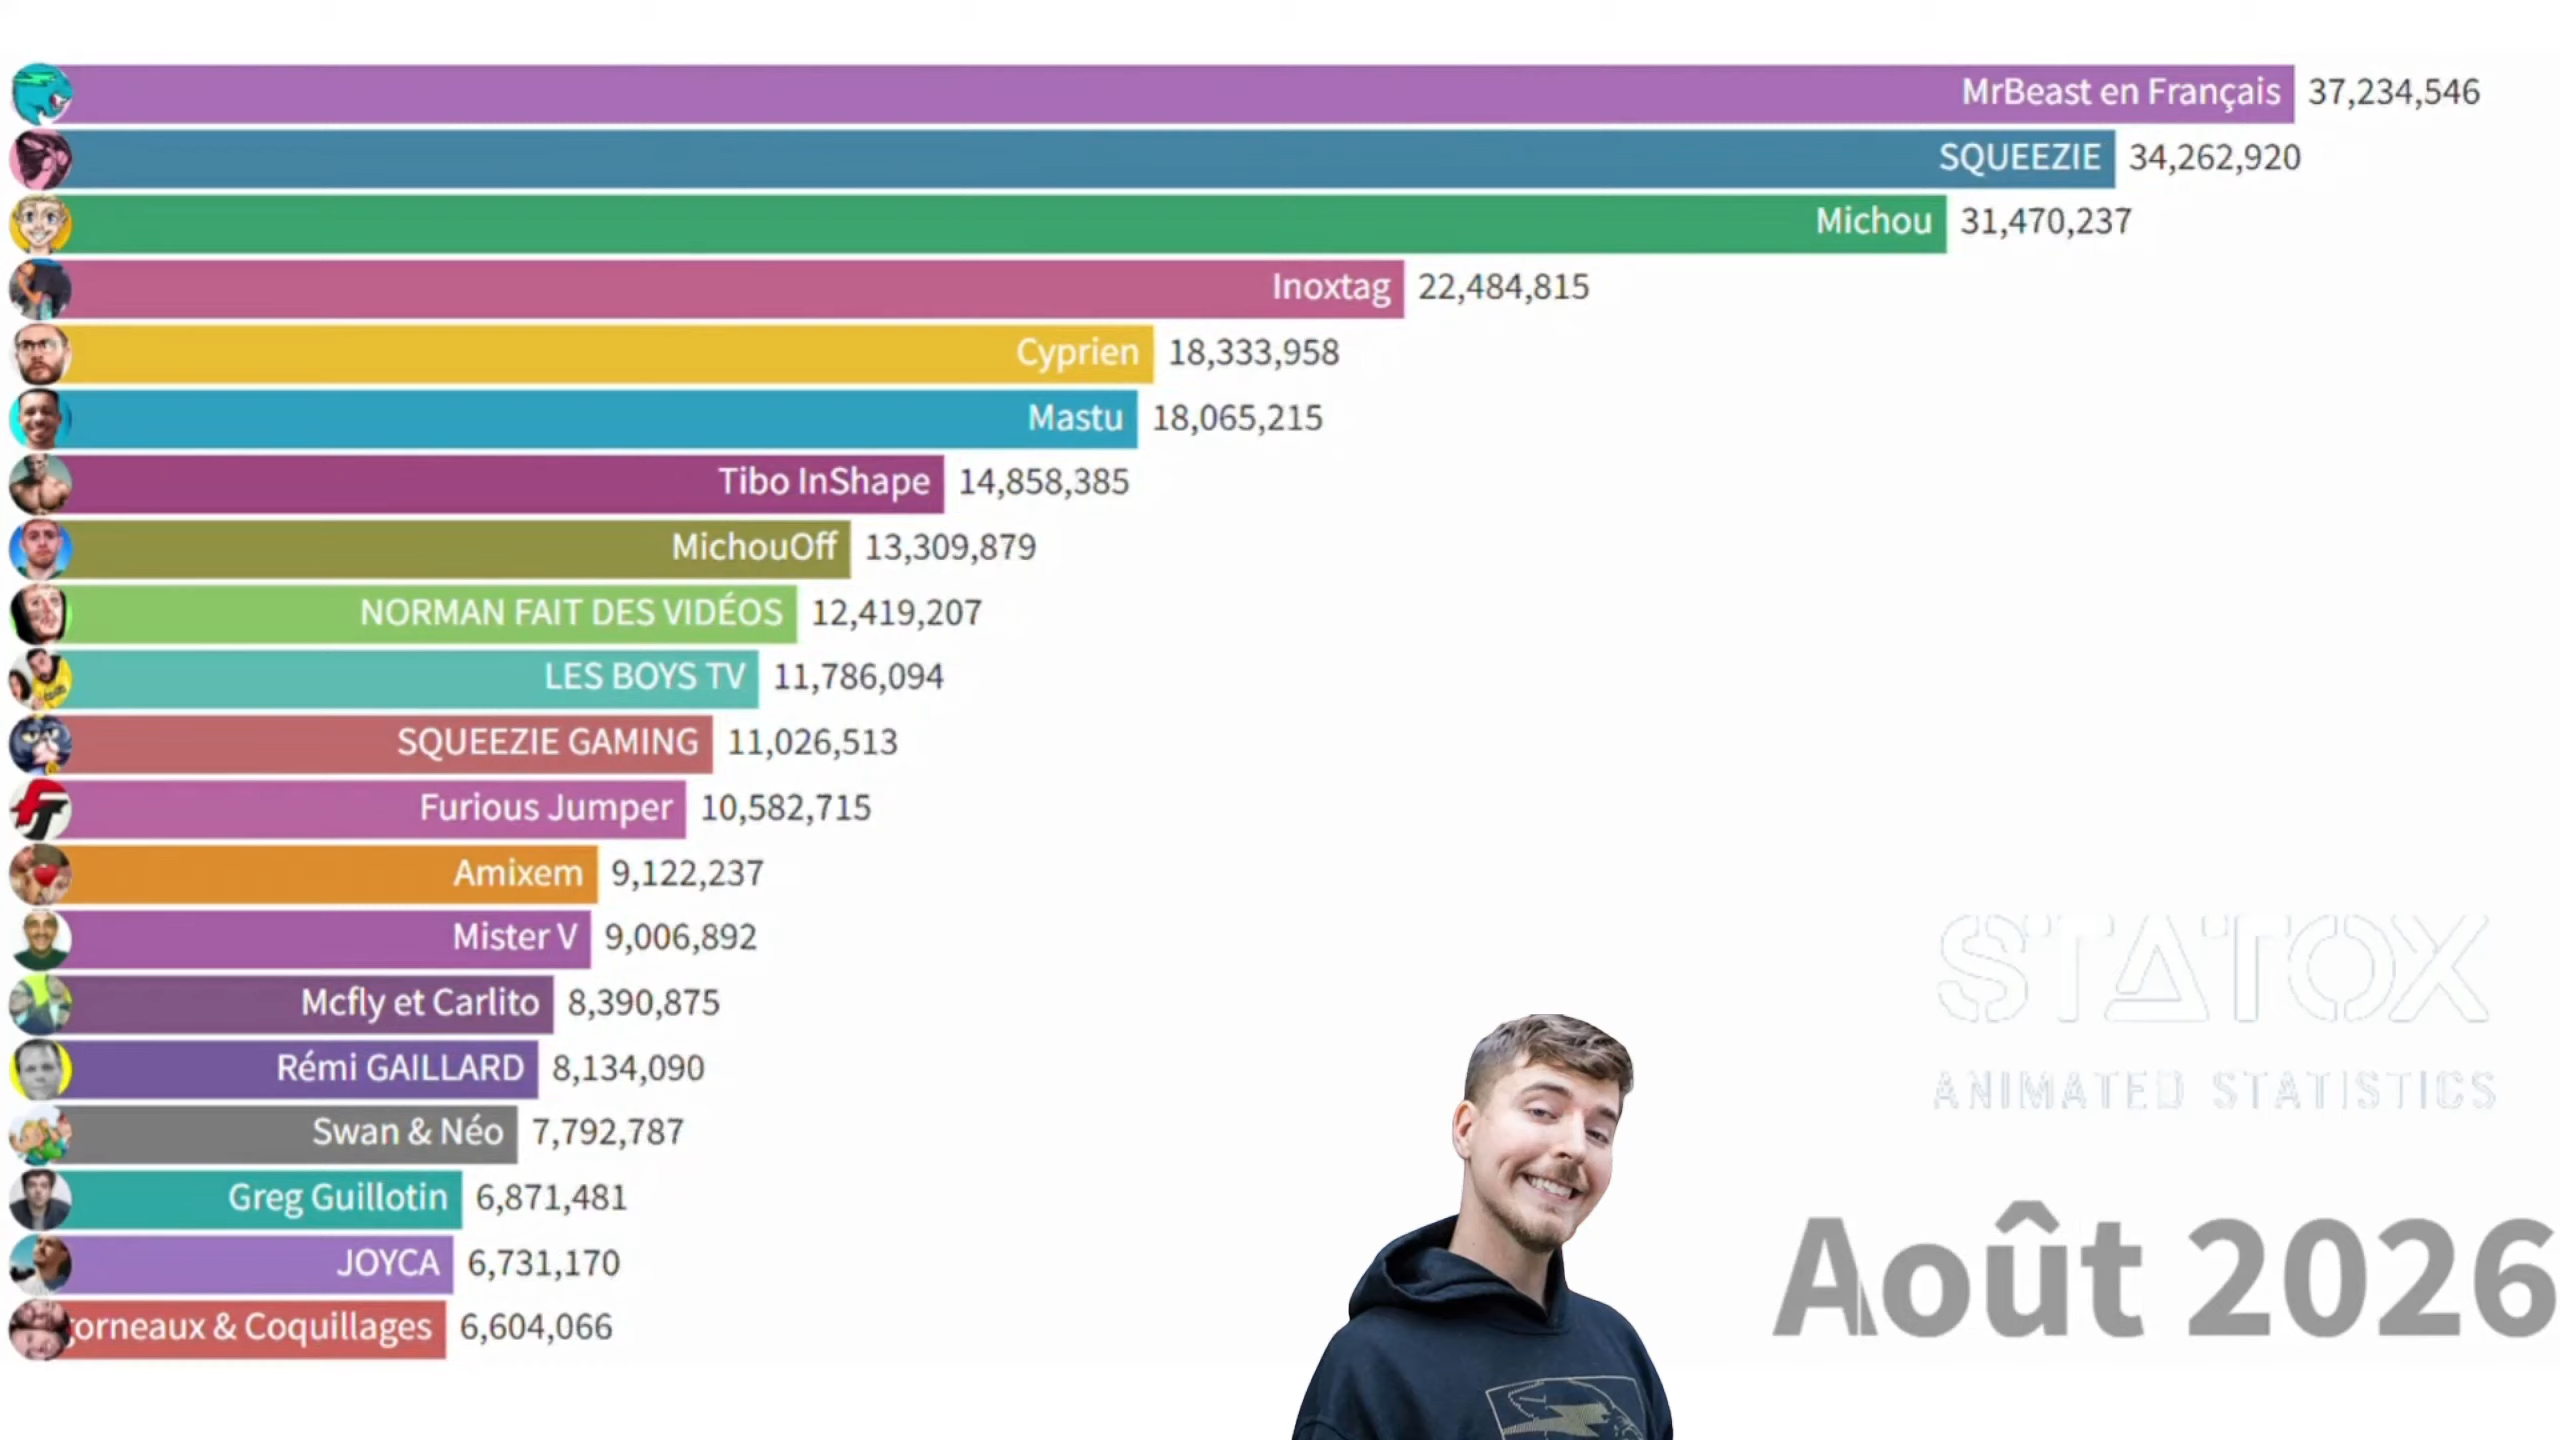 MrBeast en Français 37,234,546
SQUEEZIE 34,262,920
Michou 31,470,237
Inoxtag 22,484,815
Cyprien 18,333,958
Mastu 18,065,215
Tibo InShape 14,858,385
MichouOff 13,309,879
NORMAN FAIT DES VIDÉOS 12,419,207
LES BOYS TV 11,786,094
SQUEEZIE GAMING 11,026,513
Furious Jumper 10,582,715
Amixem 9,122,237
Mister V 9,006,892
Mcfly et Carlito 8,390,875
Rémi GAILLARD 8,134,090
Swan & Néo 7,792,787
Greg Guillotin 6,871,481
JOYCA 6,731,170
gorneaux & Coquillages 6,604,066
STATOX
ANIMATED STATISTICS
Août 2026